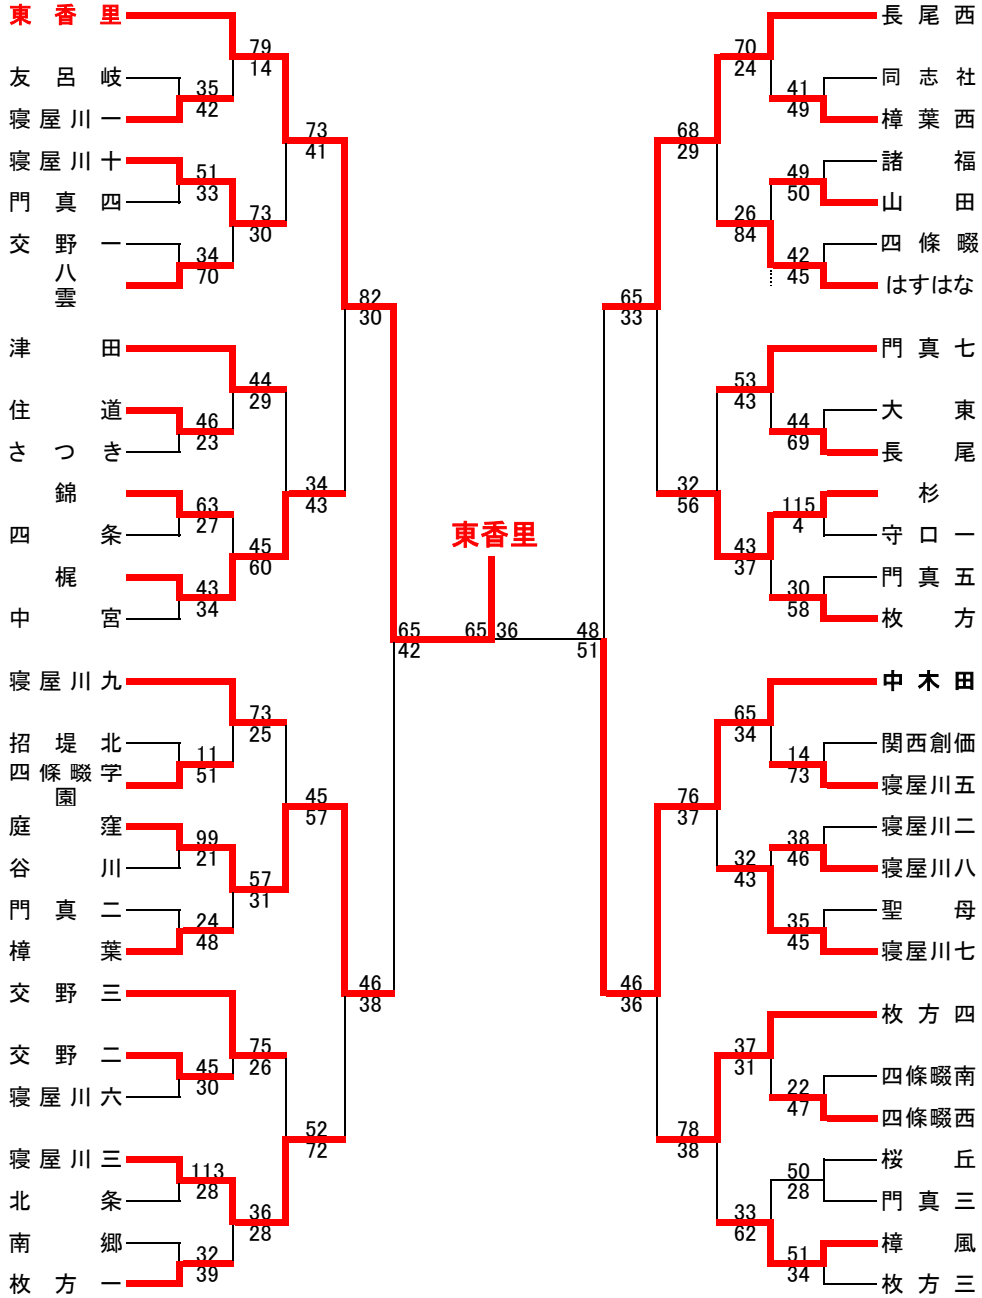 東香里
79
14
友呂岐
35
42
寝屋川一
73
41
寝屋川十
51
33
門真四
73
30
交野一
34
70
八雲
82
30
津田
44
29
住道
46
23
さつき
34
43
錦
63
27
四条
45
60
梶
43
34
中宮
65
42
寝屋川九
73
25
招堤北
11
51
四條畷学園
45
57
庭窪
99
21
谷川
57
31
門真二
24
48
樟葉
46
38
交野三
75
26
交野二
45
30
寝屋川六
52
72
寝屋川三
113
28
北条
36
28
南郷
32
39
枚方一
東香里
65
36
長尾西
70
24
同志社
41
49
樟葉西
68
29
諸福
49
50
山田
26
84
四條畷
42
45
はすはな
65
33
門真七
53
43
大東
44
69
長尾
32
56
杉
115
4
守口一
43
37
門真五
30
58
枚方
48
51
中木田
65
34
関西創価
14
73
寝屋川五
76
37
寝屋川二
38
46
寝屋川八
32
43
聖母
35
45
寝屋川七
46
36
枚方四
37
31
四條畷南
22
47
四條畷西
78
38
桜丘
50
28
門真三
33
62
樟風
51
34
枚方三